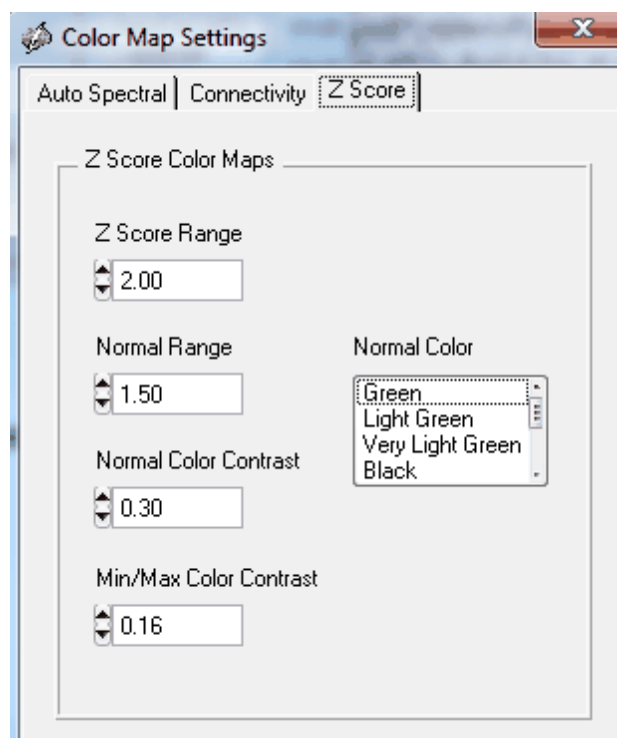 Color Map Settings
Auto Spectral Connectivity Z Score
Z Score Color Maps
Z Score Range
2.00
Normal Range
1.50
Normal Color
Green
Light Green
Very Light Green
Black
Normal Color Contrast
0.30
Min/Max Color Contrast
0.16